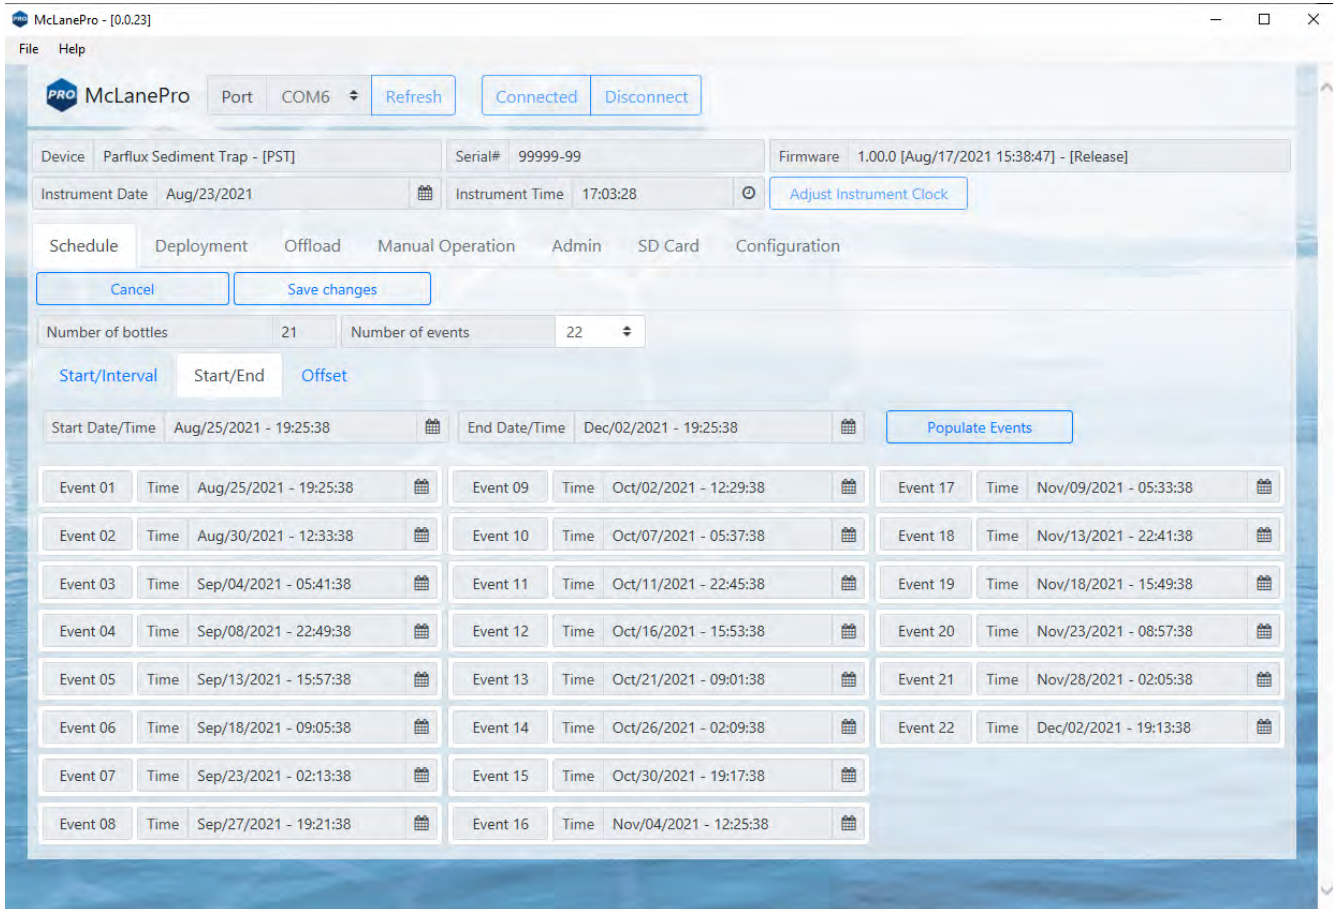 McLanePro - [0.0.23]
File Help
PRO McLanePro Port COM6 Refresh Connected Disconnect
Device Parflux Sediment Trap - [PST] Serial# 99999-99 Firmware 1.00.0 [Aug/17/2021 15:38:47] - [Release]
Instrument Date Aug/23/2021 Instrument Time 17:03:28 Adjust Instrument Clock
Schedule Deployment Offload Manual Operation Admin SD Card Configuration
Cancel Save changes
Number of bottles 21 Number of events 22
Start/Interval Start/End Offset
Start Date/Time Aug/25/2021 - 19:25:38 End Date/Time Dec/02/2021 - 19:25:38 Populate Events
Event 01 Time Aug/25/2021 - 19:25:38 Event 09 Time Oct/02/2021 - 12:29:38 Event 17 Time Nov/09/2021 - 05:33:38
Event 02 Time Aug/30/2021 - 12:33:38 Event 10 Time Oct/07/2021 - 05:37:38 Event 18 Time Nov/13/2021 - 22:41:38
Event 03 Time Sep/04/2021 - 05:41:38 Event 11 Time Oct/11/2021 - 22:45:38 Event 19 Time Nov/18/2021 - 15:49:38
Event 04 Time Sep/08/2021 - 22:49:38 Event 12 Time Oct/16/2021 - 15:53:38 Event 20 Time Nov/23/2021 - 08:57:38
Event 05 Time Sep/13/2021 - 15:57:38 Event 13 Time Oct/21/2021 - 09:01:38 Event 21 Time Nov/28/2021 - 02:05:38
Event 06 Time Sep/18/2021 - 09:05:38 Event 14 Time Oct/26/2021 - 02:09:38 Event 22 Time Dec/02/2021 - 19:13:38
Event 07 Time Sep/23/2021 - 02:13:38 Event 15 Time Oct/30/2021 - 19:17:38
Event 08 Time Sep/27/2021 - 19:21:38 Event 16 Time Nov/04/2021 - 12:25:38